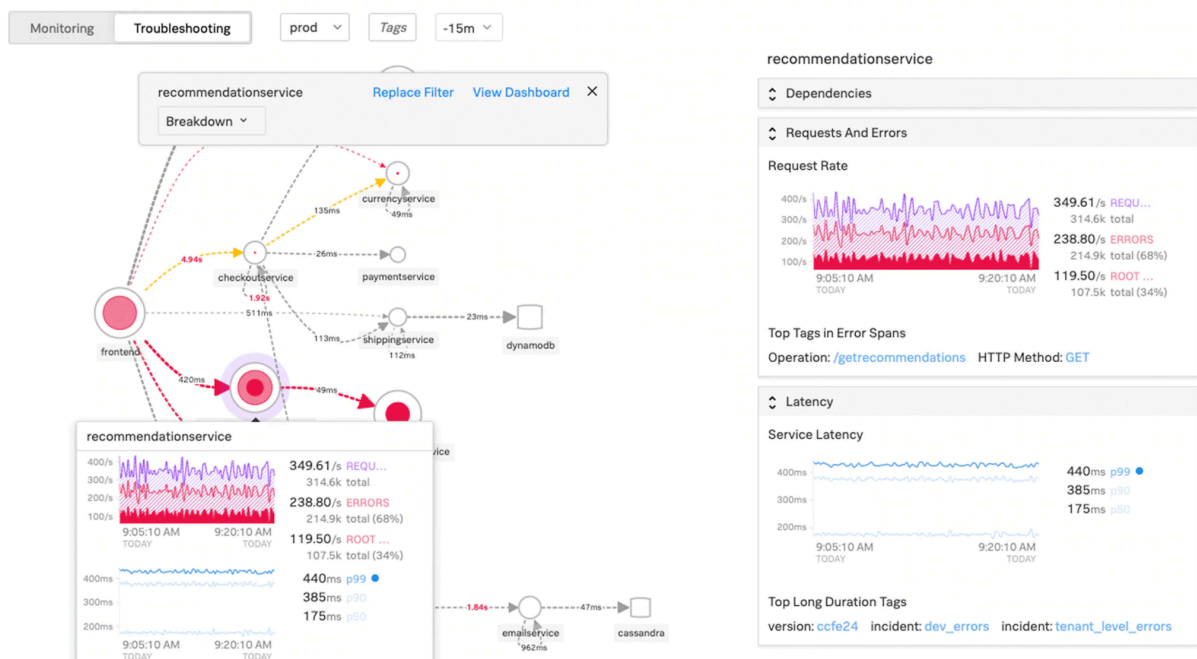 Monitoring
Troubleshooting
prod
Tags
-15m
recommendationservice
Replace Filter
View Dashboard
Breakdown
currencyservice
49ms
135ms
4.94s
26ms
checkoutservice
paymentservice
1.92s
511ms
113ms
shippingservice
112ms
23ms
dynamodb
frontend
420ms
49ms
vice
recommendationservice
400/s
300/s
200/s
100/s
9:05:10 AM
TODAY
9:20:10 AM
TODAY
349.61/s REQU...
314.6k total
238.80/s ERRORS
214.9k total (68%)
119.50/s ROOT ...
107.5k total (34%)
400ms
300ms
200ms
9:05:10 AM
TODAY
9:20:10 AM
TODAY
440ms p99
385ms p90
175ms p50
1.84s
emailservice
962ms
47ms
cassandra
recommendationservice
Dependencies
Requests And Errors
Request Rate
400/s
300/s
200/s
100/s
9:05:10 AM
TODAY
9:20:10 AM
TODAY
349.61/s REQU...
314.6k total
238.80/s ERRORS
214.9k total (68%)
119.50/s ROOT ...
107.5k total (34%)
Top Tags in Error Spans
Operation: /getrecommendations HTTP Method: GET
Latency
Service Latency
400ms
300ms
200ms
9:05:10 AM
TODAY
9:20:10 AM
TODAY
440ms p99
385ms p90
175ms p50
Top Long Duration Tags
version: ccfe24 incident: dev_errors incident: tenant_level_errors